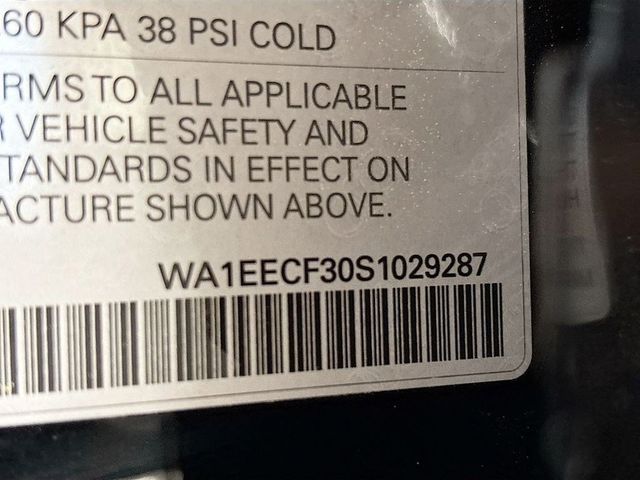 60 KPA 38 PSI COLD
RMS TO ALL APPLICABLE
VEHICLE SAFETY AND
TANDARDS IN EFFECT ON
ACTURE SHOWN ABOVE.
WA1EECF30S1029287